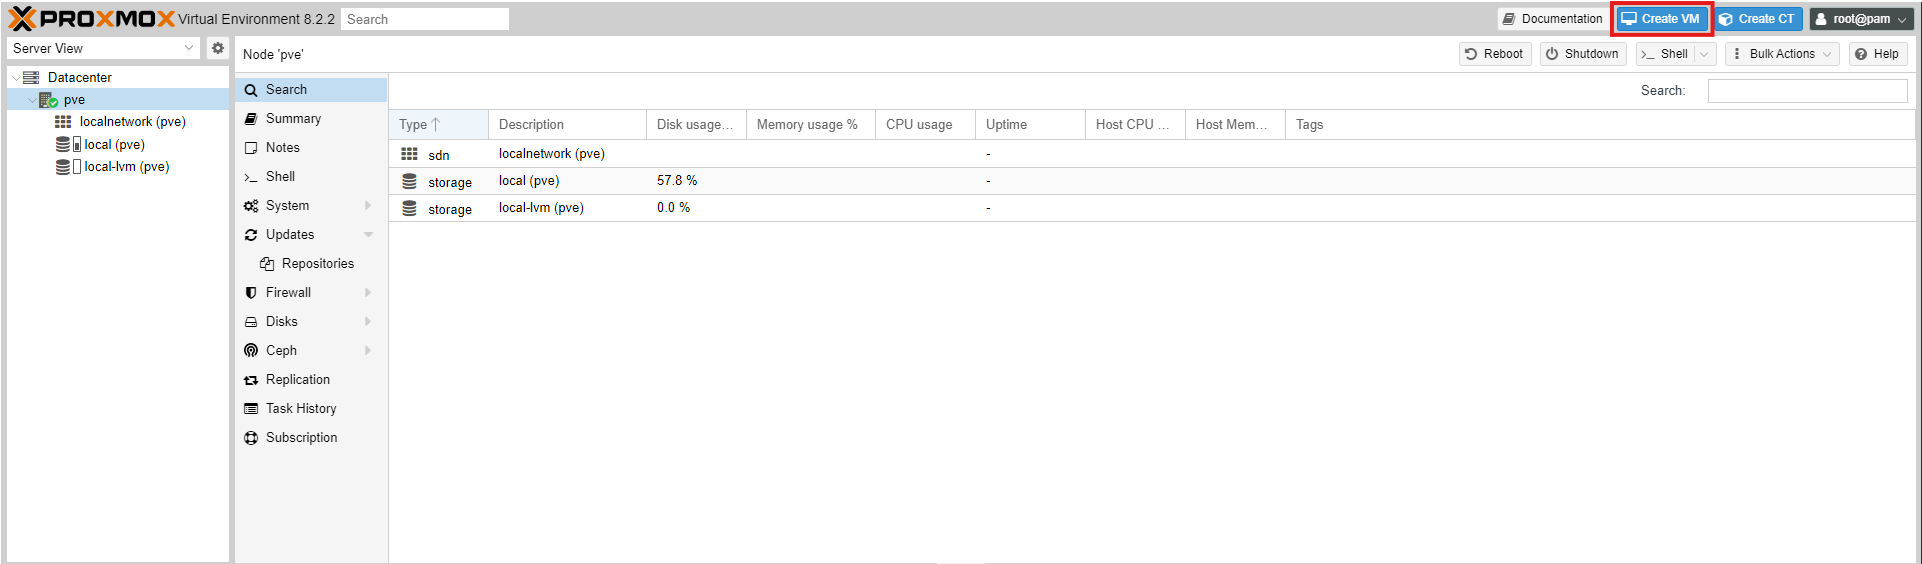 PROXMOX Virtual Environment 8.2.2 Search Documentation Create VM Create CT root@pam
Server View
Datacenter
pve
localnetwork (pve)
local (pve)
local-lvm (pve)
Node 'pve' Reboot Shutdown Shell Bulk Actions Help
Search
Summary
Notes
Shell
System
Updates
Repositories
Firewall
Disks
Ceph
Replication
Task History
Subscription
Search:
Type Description Disk usage... Memory usage % CPU usage Uptime Host CPU ... Host Mem... Tags
sdn localnetwork (pve) -
storage local (pve) 57.8 % -
storage local-lvm (pve) 0.0 % -